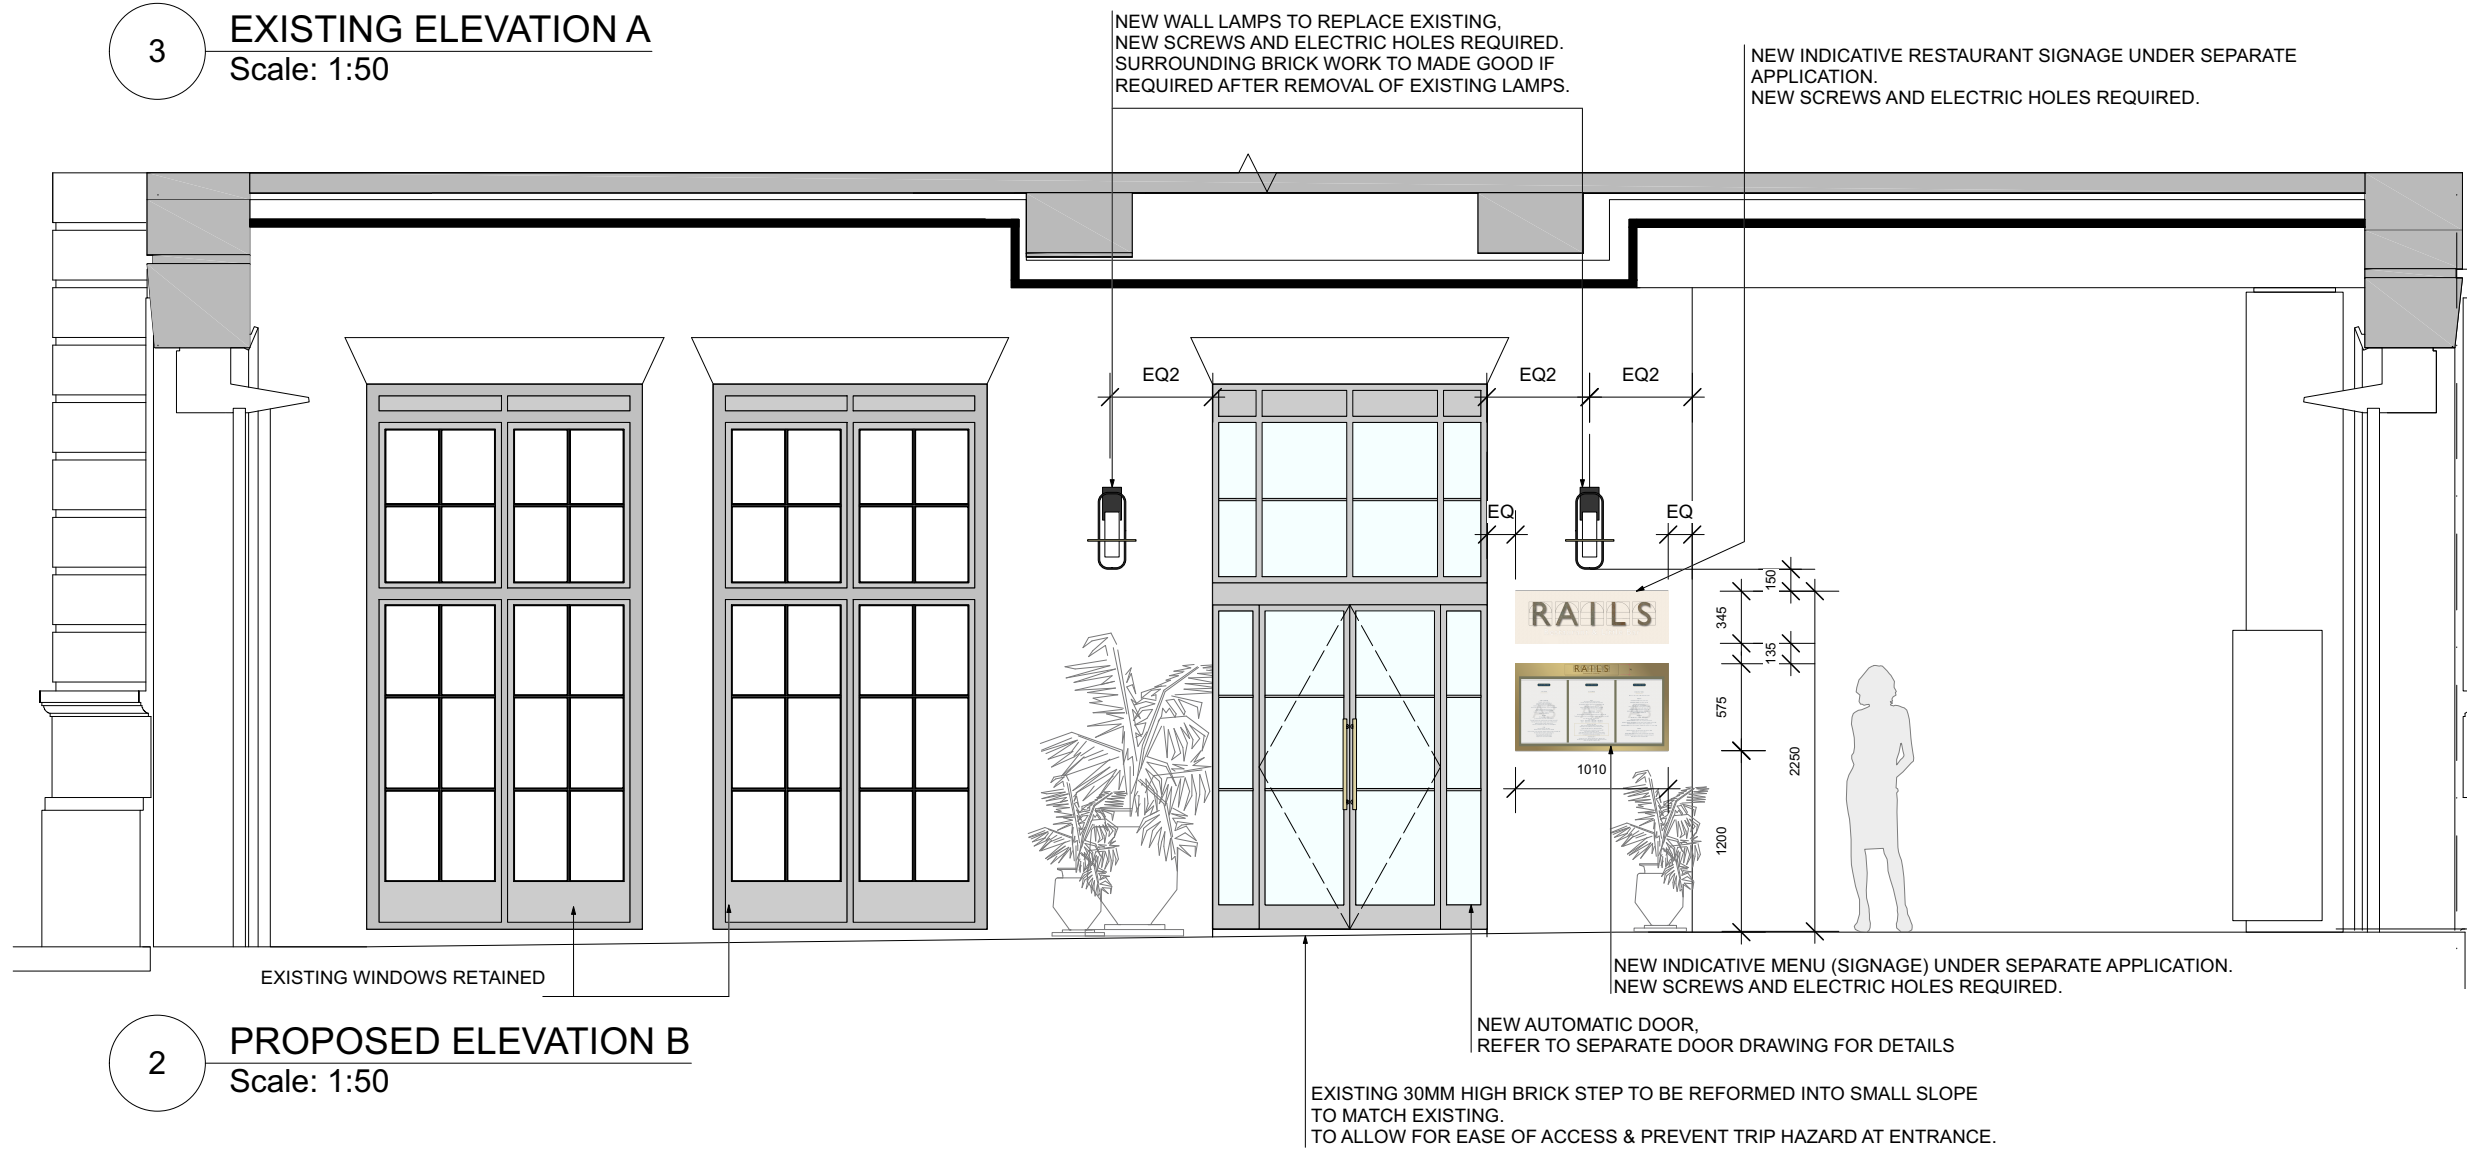 3
EXISTING ELEVATION A
Scale: 1:50
NEW WALL LAMPS TO REPLACE EXISTING,
NEW SCREWS AND ELECTRIC HOLES REQUIRED.
SURROUNDING BRICK WORK TO MADE GOOD IF
REQUIRED AFTER REMOVAL OF EXISTING LAMPS.
NEW INDICATIVE RESTAURANT SIGNAGE UNDER SEPARATE
APPLICATION.
NEW SCREWS AND ELECTRIC HOLES REQUIRED.
EQ2
EQ2
EQ2
EQ
EQ
150
345
RAILS
135
RAILS
575
2250
1010
1200
EXISTING WINDOWS RETAINED
NEW INDICATIVE MENU (SIGNAGE) UNDER SEPARATE APPLICATION.
NEW SCREWS AND ELECTRIC HOLES REQUIRED.
NEW AUTOMATIC DOOR,
REFER TO SEPARATE DOOR DRAWING FOR DETAILS
2
PROPOSED ELEVATION B
Scale: 1:50
EXISTING 30MM HIGH BRICK STEP TO BE REFORMED INTO SMALL SLOPE
TO MATCH EXISTING.
TO ALLOW FOR EASE OF ACCESS & PREVENT TRIP HAZARD AT ENTRANCE.